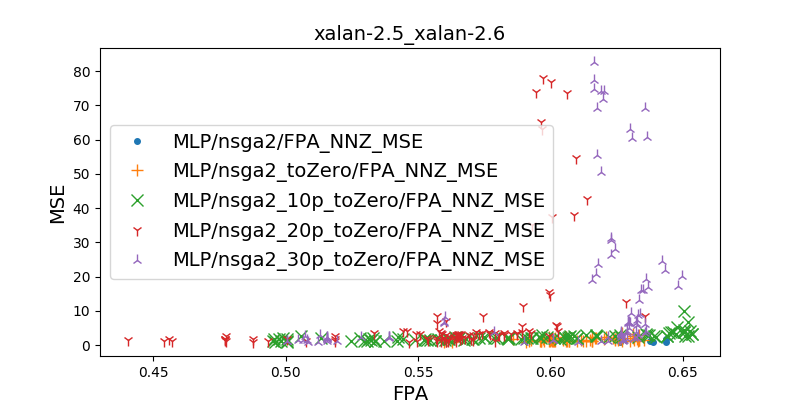 xalan-2.5_xalan-2.6
80
70
60
50
40
30
20
10
0
MSE
MLP/nsga2/FPA_NNZ_MSE
MLP/nsga2_toZero/FPA_NNZ_MSE
MLP/nsga2_10p_toZero/FPA_NNZ_MSE
MLP/nsga2_20p_toZero/FPA_NNZ_MSE
MLP/nsga2_30p_toZero/FPA_NNZ_MSE
0.45 0.50 0.55 0.60 0.65
FPA